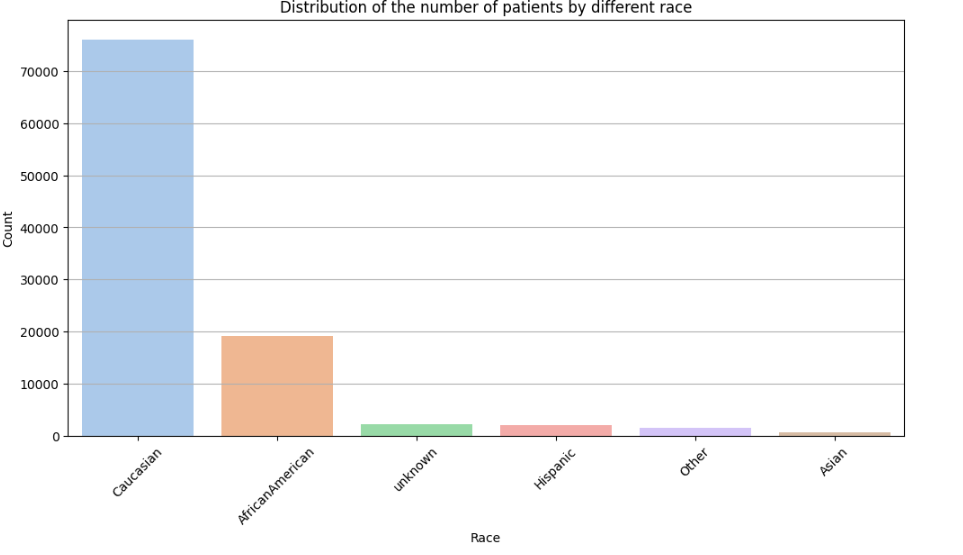 Distribution of the number of patients by different race
Count
70000
60000
50000
40000
30000
20000
10000
0
Caucasian
AfricanAmerican
unknown
Hispanic
Other
Asian
Race